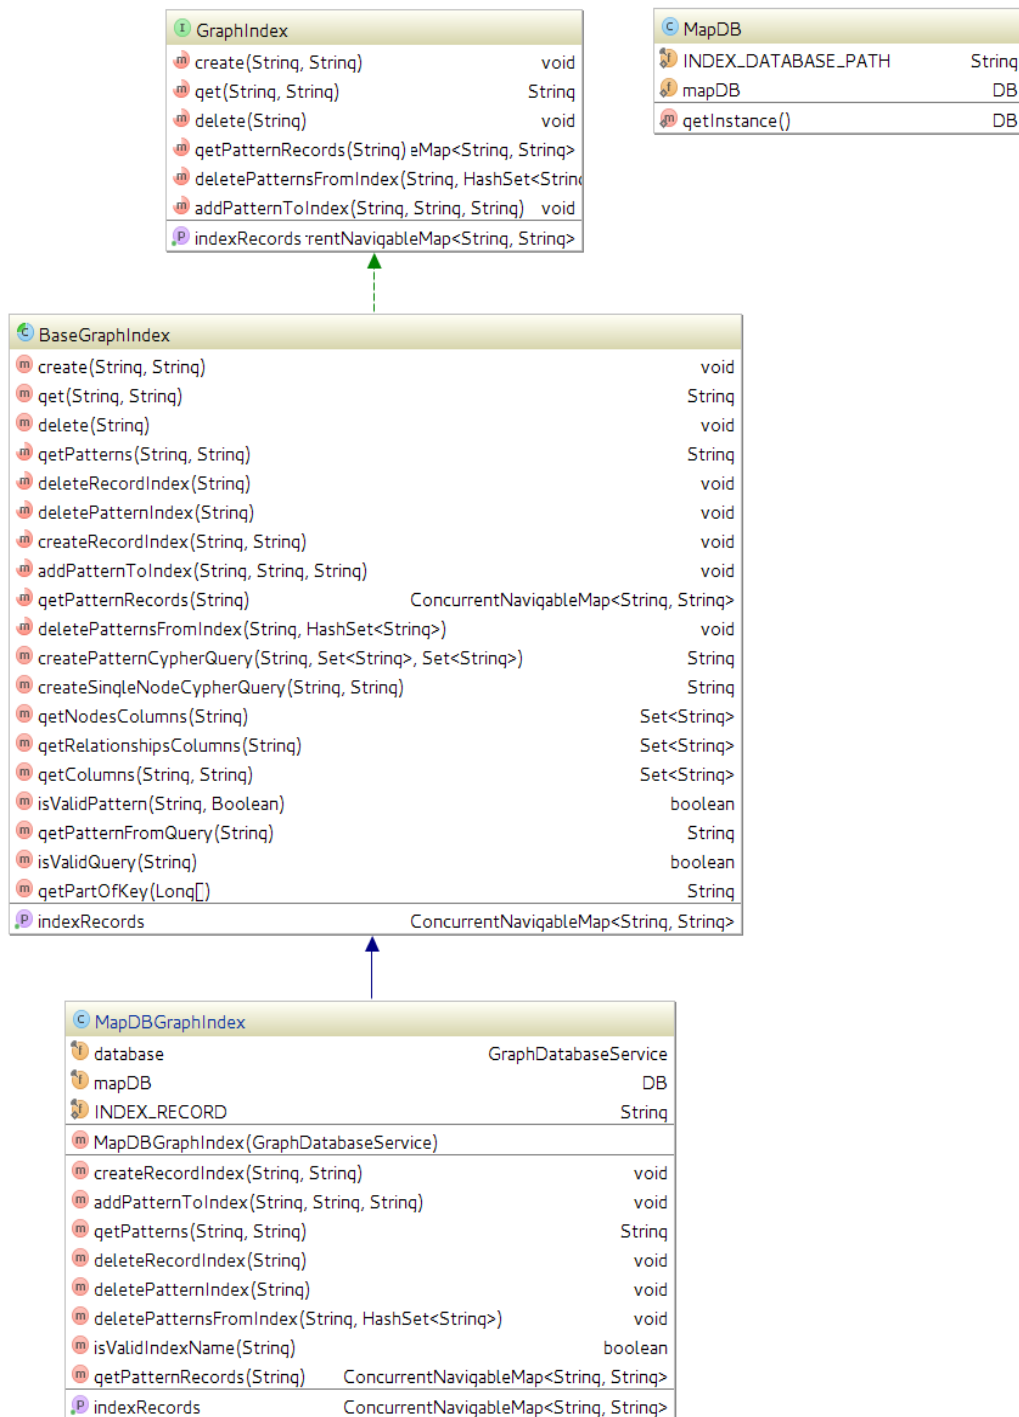 GraphIndex
create(String, String) void
get(String, String) String
delete(String) void
getPatternRecords(String) eMap<String, String>
deletePatternsFromIndex(String, HashSet<String
addPatternToIndex(String, String, String) void
indexRecords rrentNavigableMap<String, String>
MapDB
INDEX_DATABASE_PATH String
mapDB DB
getInstance() DB
BaseGraphIndex
create(String, String) void
get(String, String) String
delete(String) void
getPatterns(String, String) String
deleteRecordIndex(String) void
deletePatternIndex(String) void
createRecordIndex(String, String) void
addPatternToIndex(String, String, String) void
getPatternRecords(String) ConcurrentNavigableMap<String, String>
deletePatternsFromIndex(String, HashSet<String>) void
createPatternCypherQuery(String, Set<String>, Set<String>) String
createSingleNodeCypherQuery(String, String) String
getNodesColumns(String) Set<String>
getRelationshipsColumns(String) Set<String>
getColumns(String, String) Set<String>
isValidPattern(String, Boolean) boolean
getPatternFromQuery(String) String
isValidQuery(String) boolean
getPartOfKey(Long[]) String
indexRecords ConcurrentNavigableMap<String, String>
MapDBGraphIndex
database GraphDatabaseService
mapDB DB
INDEX_RECORD String
MapDBGraphIndex(GraphDatabaseService)
createRecordIndex(String, String) void
addPatternToIndex(String, String, String) void
getPatterns(String, String) String
deleteRecordIndex(String) void
deletePatternIndex(String) void
deletePatternsFromIndex(String, HashSet<String>) void
isValidIndexName(String) boolean
getPatternRecords(String) ConcurrentNavigableMap<String, String>
indexRecords ConcurrentNavigableMap<String, String>